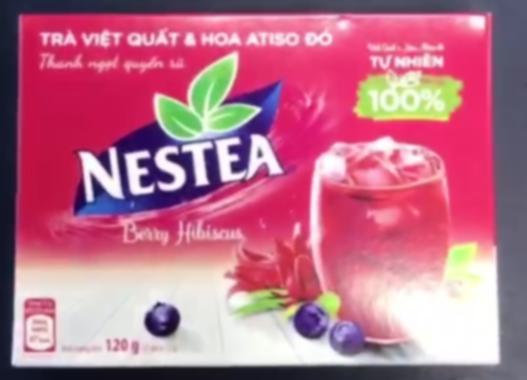 TRÀ VIỆT QUẤT & HOA ATISO ĐỎ
Thanh ngọt quyến rũ
TỰ NHIÊN
100%
NESTEA
Berry Hibiscus
120 g